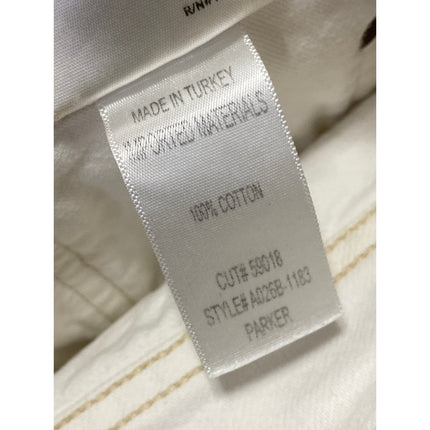 R/N#
MADE IN TURKEY
IMPORTED MATERIALS
100% COTTON
CUT# 59018
STYLE# A026B-1183
PARKER